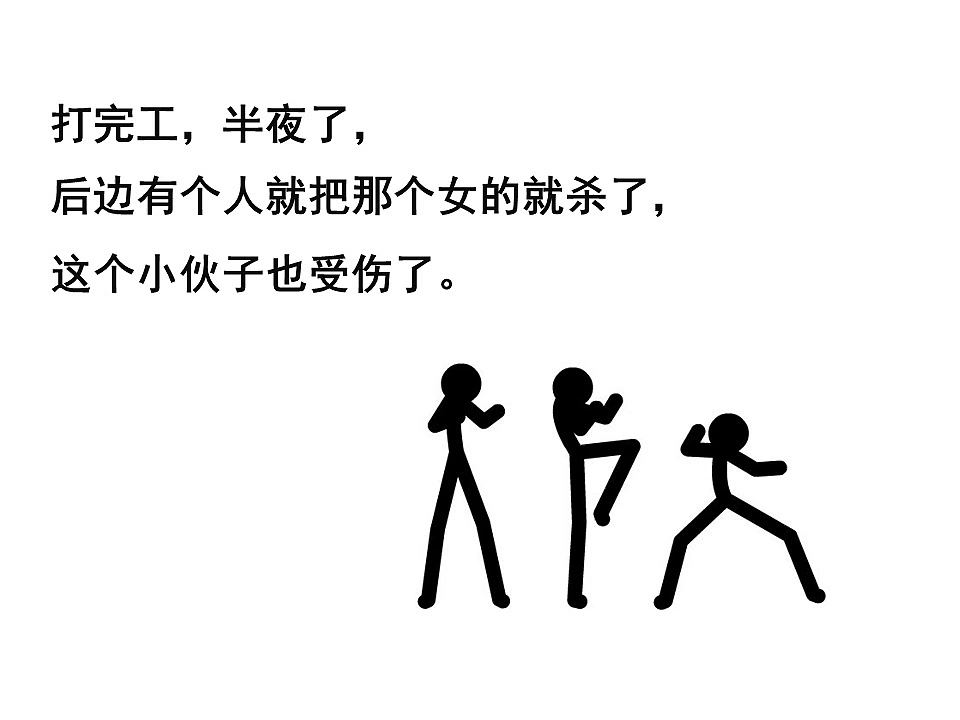 打完工，半夜了，
后边有个人就把那个女的就杀了，
这个小伙子也受伤了。